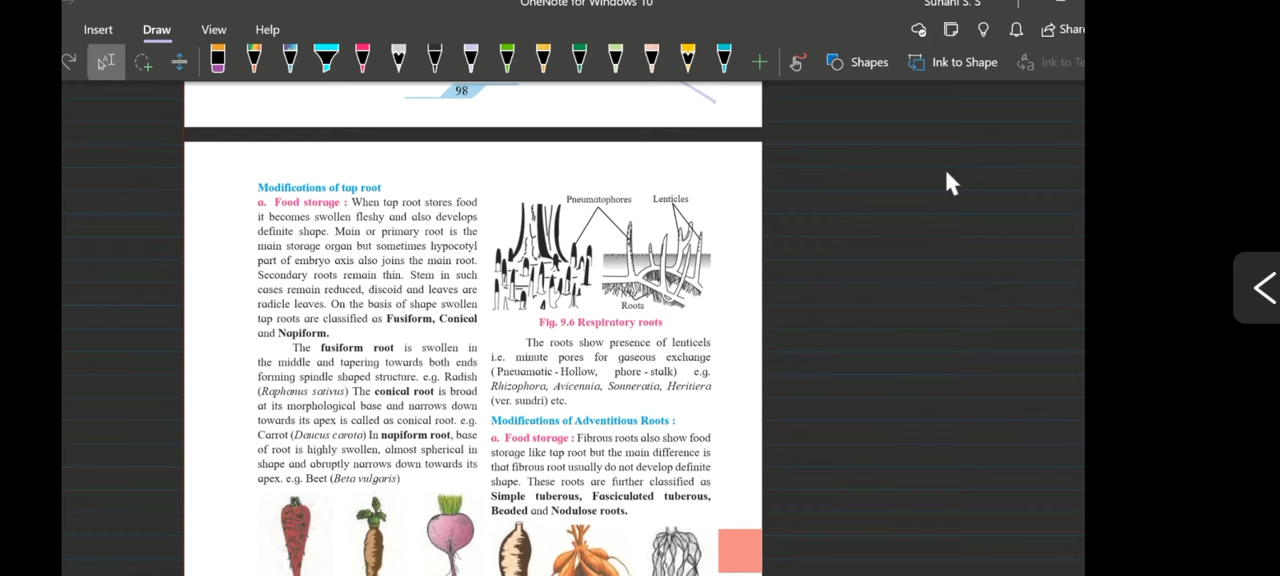 OneNote for Windows 10
Suhani S. S
Insert
Draw
View
Help
Share
Shapes
Ink to Shape
98
Modifications of tap root
a. Food storage : When tap root stores food
it becomes swollen fleshy and also develops
definite shape. Main or primary root is the
main storage organ but sometimes hypocotyl
part of embryo axis also joins the main root.
Secondary roots remain thin. Stem in such
cases remain reduced, discoid and leaves are
radicle leaves. On the basis of shape swollen
tap roots are classified as Fusiform, Conical
and Napiform.
The fusiform root is swollen in
the middle and tapering towards both ends
forming spindle shaped structure. e.g. Radish
(Raphanus sativus) The conical root is broad
at its morphological base and narrows down
towards its apex is called as conical root. e.g.
Carrot (Daucus carota) In napiform root, base
of root is highly swollen, almost spherical in
shape and abruptly narrows down towards its
apex. e.g. Beet (Beta vulgaris)
Pneumatophores
Lenticles
Roots
Fig. 9.6 Respiratory roots
The roots show presence of lenticels
i.e. minute pores for gaseous exchange
( Pneuamatic - Hollow, phore - stalk) e.g.
Rhizophora, Avicennia, Sonneratia, Heritiera
(ver. sundri) etc.
Modifications of Adventitious Roots :
a. Food storage : Fibrous roots also show food
storage like tap root but the main difference is
that fibrous root usually do not develop definite
shape. These roots are further classified as
Simple tuberous, Fasciculated tuberous,
Beaded and Nodulose roots.